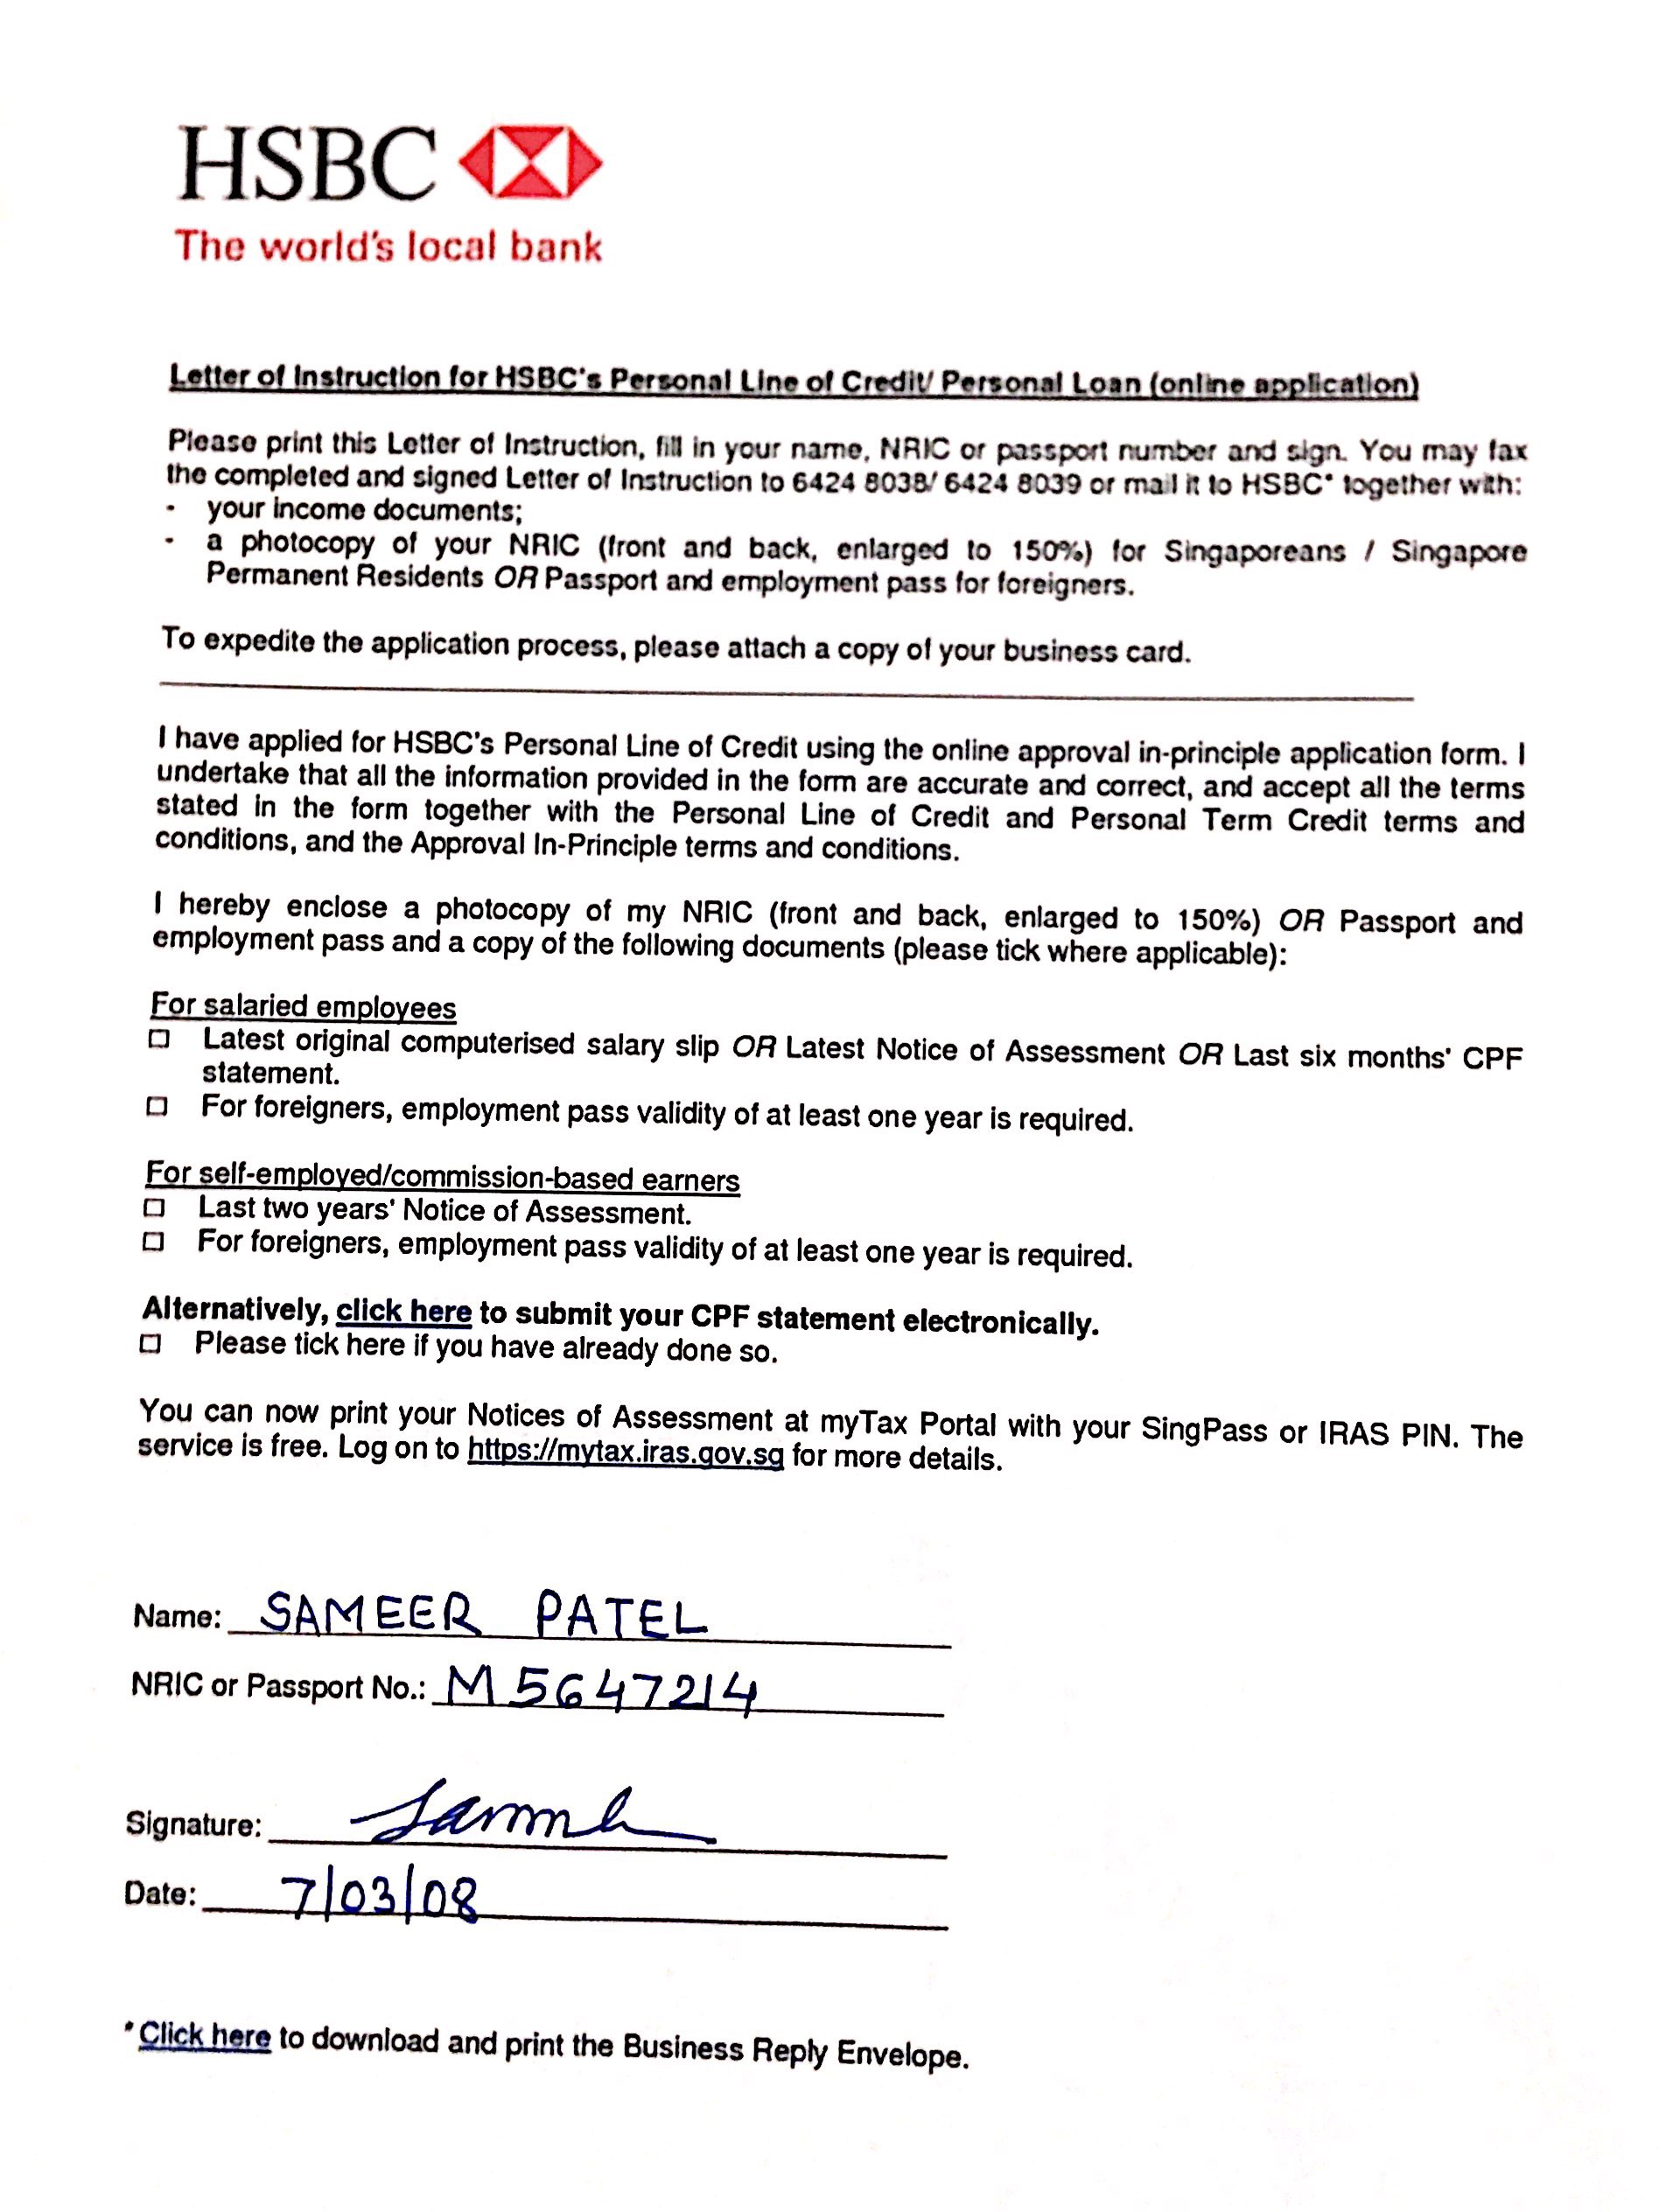 HSBC
The world's local bank
Letter of Instruction for HSBC's Personal Line of Credit/ Personal Loan (online application)
Please print this Letter of Instruction, fill in your name, NRIC or passport number and sign. You may fax
the completed and signed Letter of Instruction to 6424 8038/ 6424 8039 or mail it to HSBC* together with:
- your income documents;
- a photocopy of your NRIC (front and back, enlarged to 150%) for Singaporeans / Singapore
Permanent Residents OR Passport and employment pass for foreigners.
To expedite the application process, please attach a copy of your business card.
I have applied for HSBC's Personal Line of Credit using the online approval in-principle application form. I
undertake that all the information provided in the form are accurate and correct, and accept all the terms
stated in the form together with the Personal Line of Credit and Personal Term Credit terms and
conditions, and the Approval In-Principle terms and conditions.
I hereby enclose a photocopy of my NRIC (front and back, enlarged to 150%) OR Passport and
employment pass and a copy of the following documents (please tick where applicable):
For salaried employees
☐ Latest original computerised salary slip OR Latest Notice of Assessment OR Last six months' CPF
statement.
☐ For foreigners, employment pass validity of at least one year is required.
For self-employed/commission-based earners
☐ Last two years' Notice of Assessment.
☐ For foreigners, employment pass validity of at least one year is required.
Alternatively, click here to submit your CPF statement electronically.
☐ Please tick here if you have already done so.
You can now print your Notices of Assessment at myTax Portal with your SingPass or IRAS PIN. The
service is free. Log on to https://mytax.iras.gov.sg for more details.
Name: SAMEER PATEL
NRIC or Passport No.: M5647214
Signature:
Date: 7/03/08
*Click here to download and print the Business Reply Envelope.